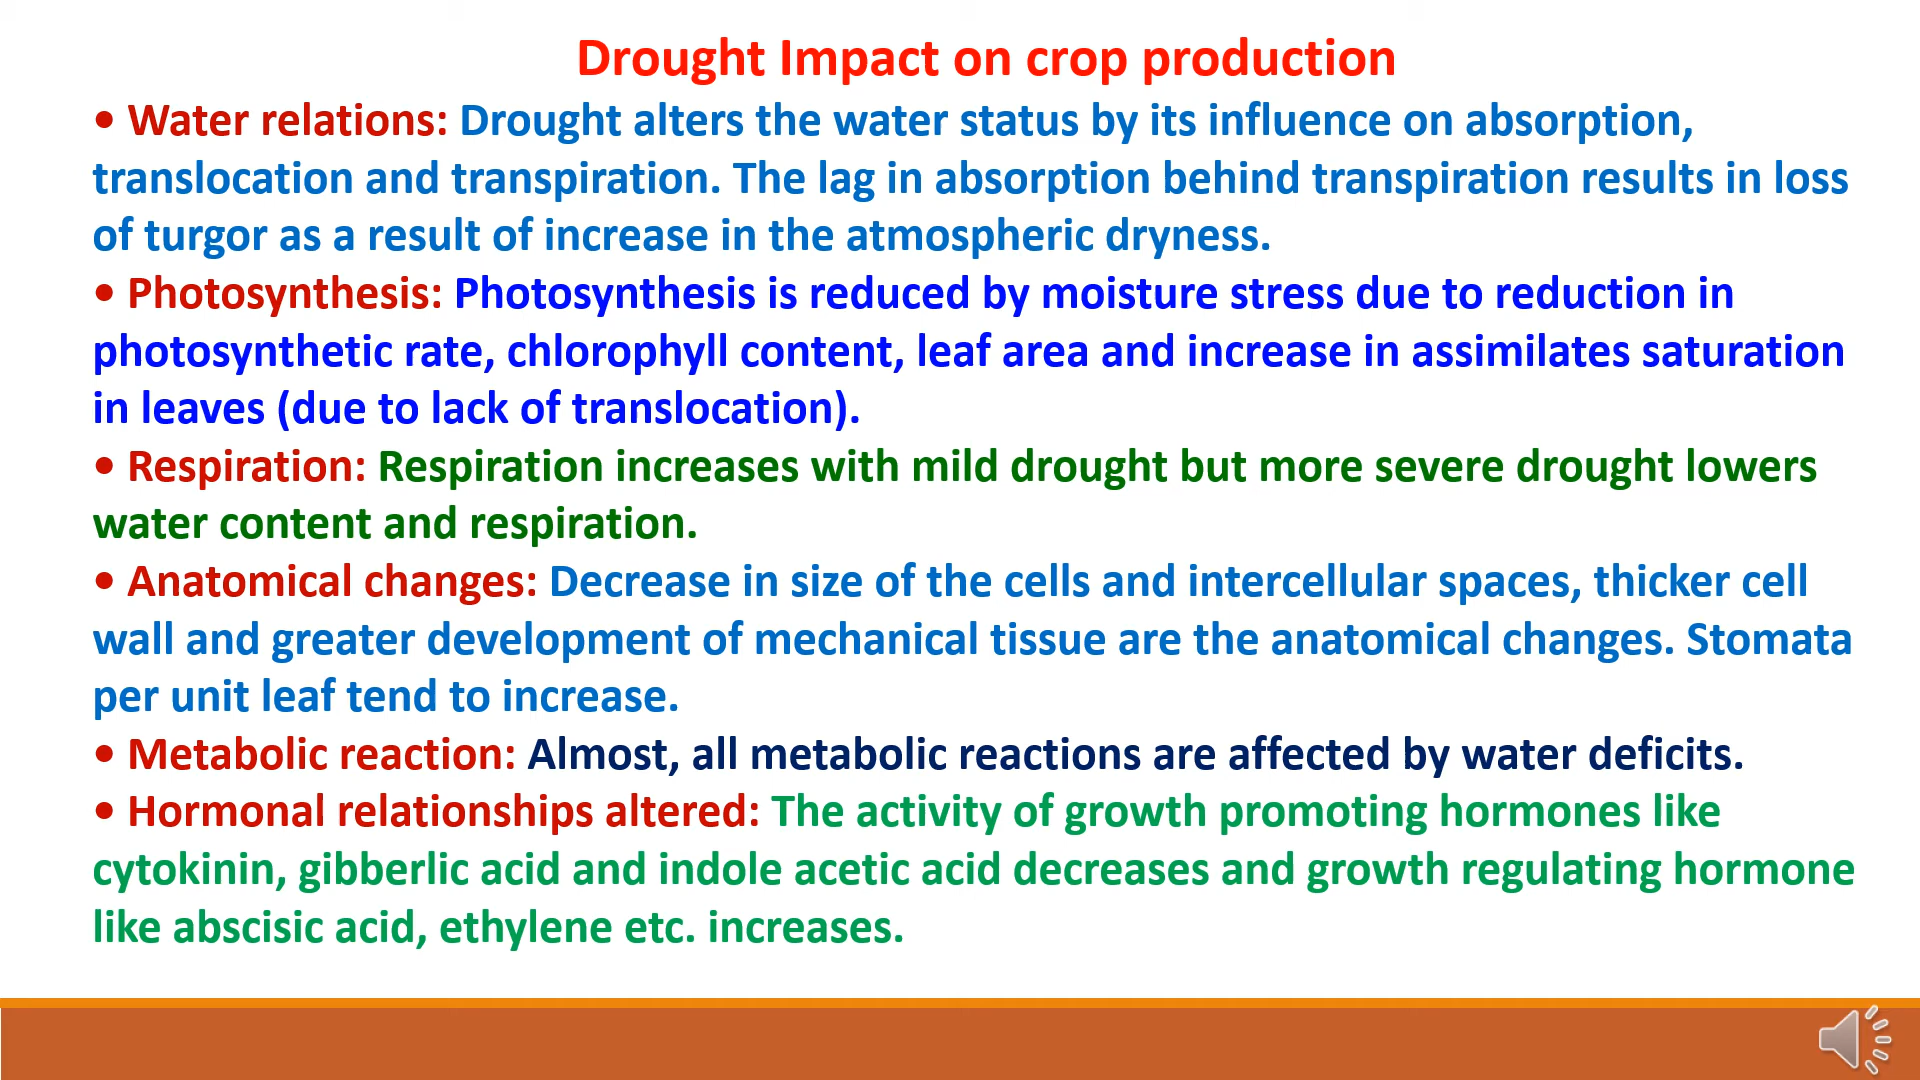 Drought Impact on crop production
• Water relations: Drought alters the water status by its influence on absorption,
translocation and transpiration. The lag in absorption behind transpiration results in loss
of turgor as a result of increase in the atmospheric dryness.
• Photosynthesis: Photosynthesis is reduced by moisture stress due to reduction in
photosynthetic rate, chlorophyll content, leaf area and increase in assimilates saturation
in leaves (due to lack of translocation).
• Respiration: Respiration increases with mild drought but more severe drought lowers
water content and respiration.
• Anatomical changes: Decrease in size of the cells and intercellular spaces, thicker cell
wall and greater development of mechanical tissue are the anatomical changes. Stomata
per unit leaf tend to increase.
• Metabolic reaction: Almost, all metabolic reactions are affected by water deficits.
• Hormonal relationships altered: The activity of growth promoting hormones like
cytokinin, gibberlic acid and indole acetic acid decreases and growth regulating hormone
like abscisic acid, ethylene etc. increases.